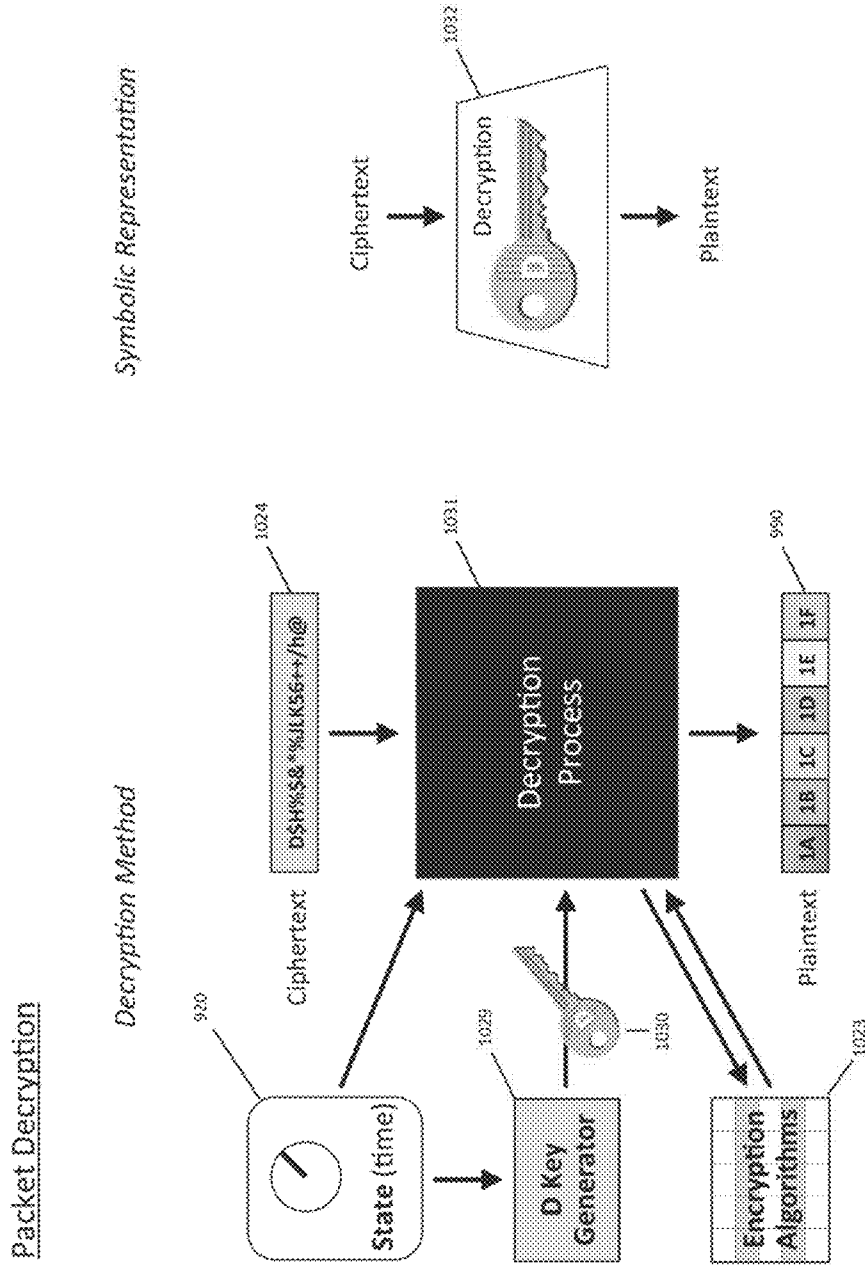 Packet Decryption
Decryption Method
Symbolic Representation
920
State (time)
1029
D Key
Generator
1030
Encryption
Algorithms
1023
Ciphertext
1024
Decryption
Process
1031
Plaintext
1A 1B 1C 1D 1E 1F
990
Ciphertext
Decryption
D
1032
Plaintext